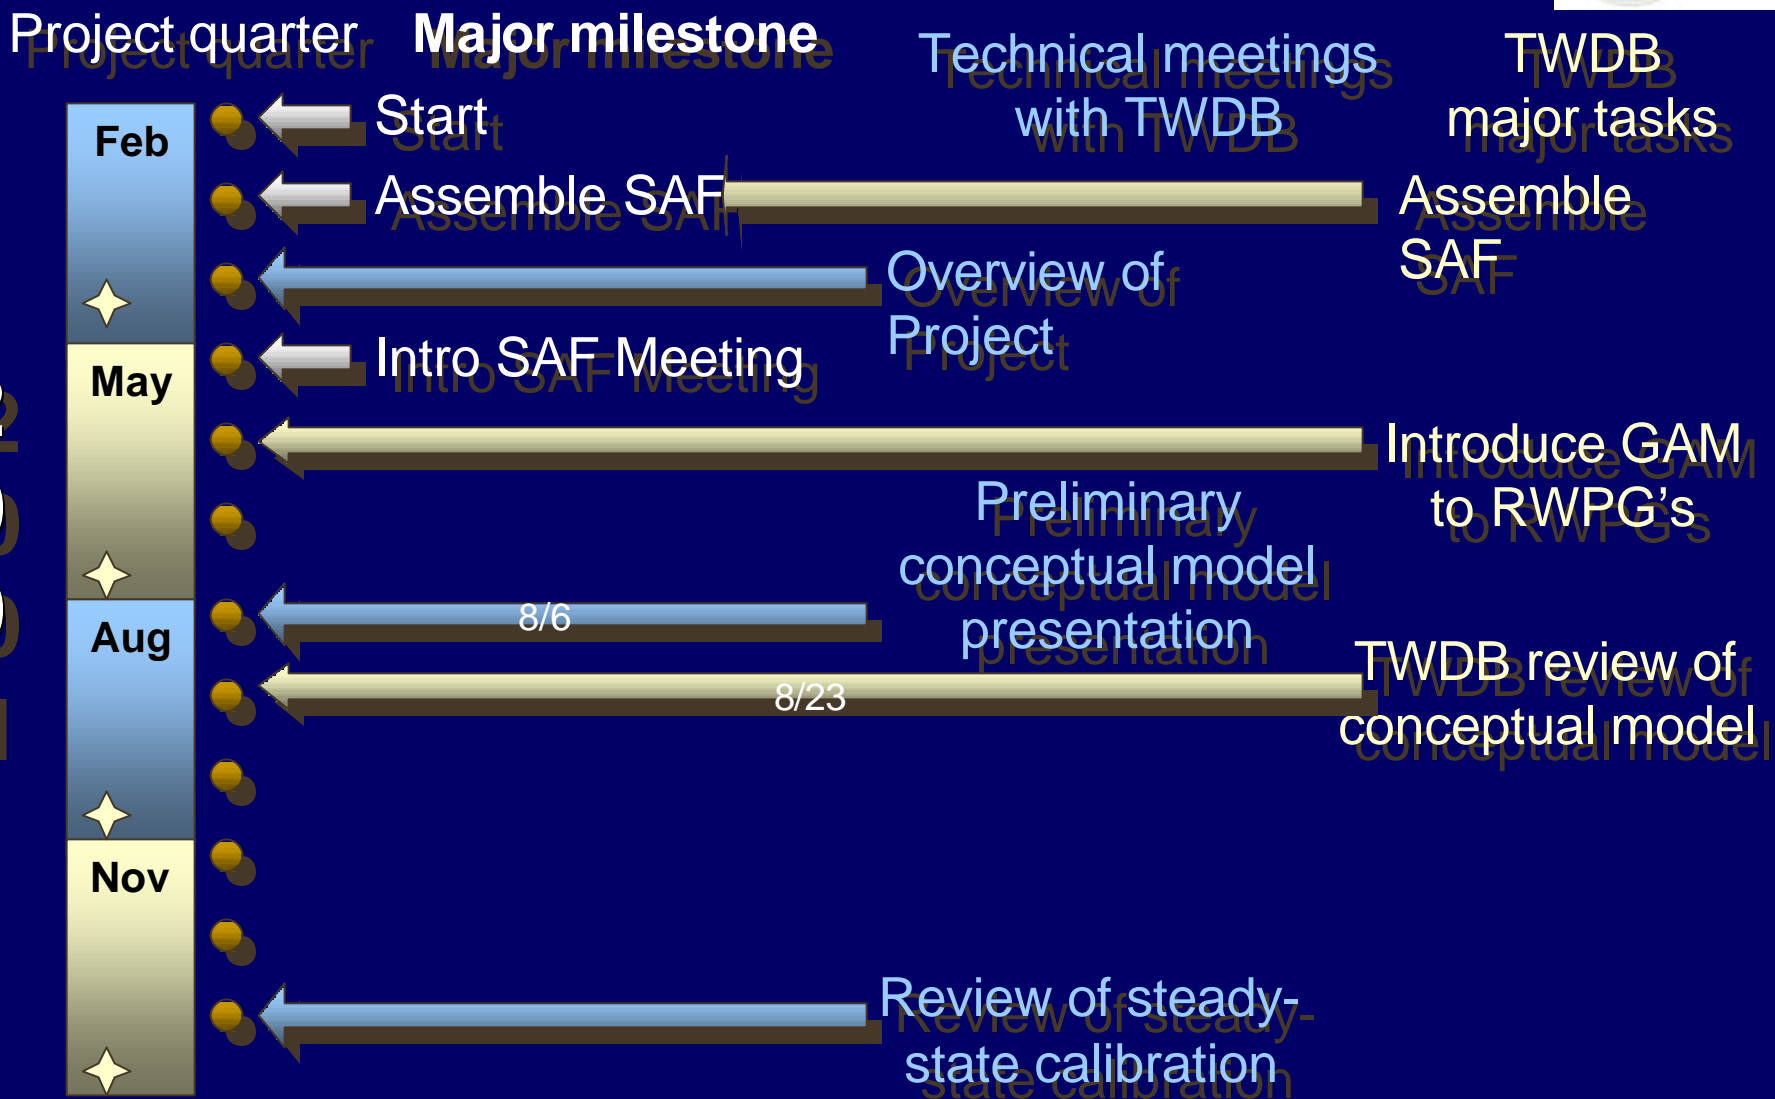 Project quarter
Major milestone
Technical meetings
with TWDB
TWDB
major tasks
Feb
Start
Assemble SAF
Assemble
SAF
Overview of
Project
May
Intro SAF Meeting
Introduce GAM
to RWPG's
Preliminary
conceptual model
presentation
Aug
8/6
TWDB review of
conceptual model
8/23
Nov
Review of steady-
state calibration